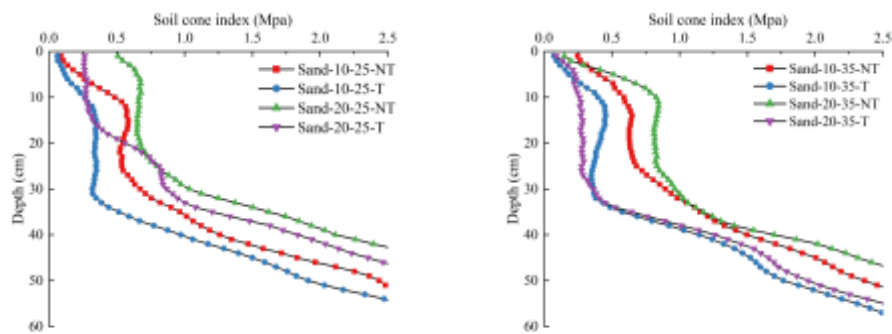 Soil cone index (Mpa)
0.0 0.5 1.0 1.5 2.0 2.5
0
10
20
30
40
50
60
Depth (cm)
Sand-10-25-NT
Sand-10-25-T
Sand-20-25-NT
Sand-20-25-T
Soil cone index (Mpa)
0.0 0.5 1.0 1.5 2.0 2.5
0
10
20
30
40
50
60
Depth (cm)
Sand-10-35-NT
Sand-10-35-T
Sand-20-35-NT
Sand-20-35-T